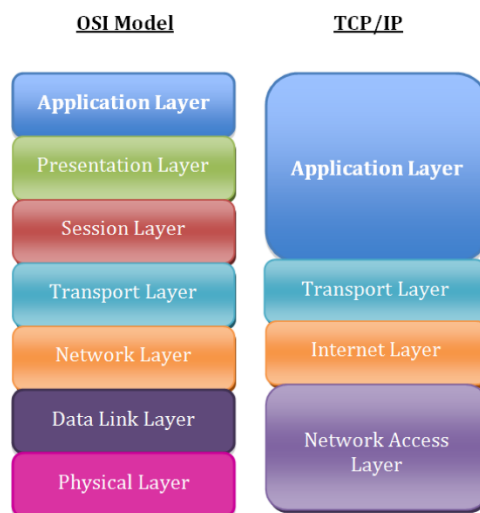 OSI Model
Application Layer
Presentation Layer
Session Layer
Transport Layer
Network Layer
Data Link Layer
Physical Layer
TCP/IP
Application Layer
Transport Layer
Internet Layer
Network Access
Layer